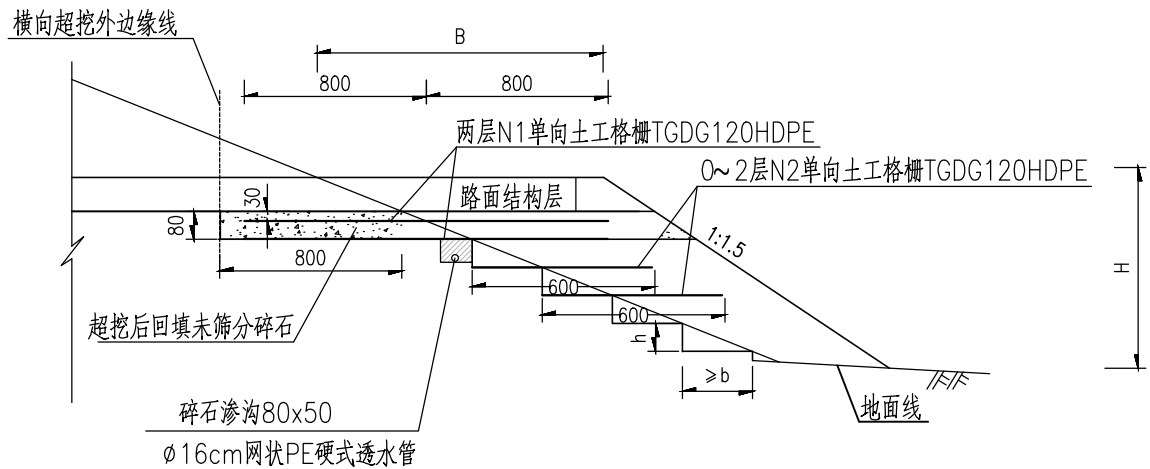 横向超挖外边缘线
B
800
800
两层N1单向土工格栅TGDG120HDPE
0～2层N2单向土工格栅TGDG120HDPE
路面结构层
30
80
1:1.5
800
600
600
H
超挖后回填未筛分碎石
h
≥b
碎石渗沟80x50
ø16cm网状PE硬式透水管
地面线